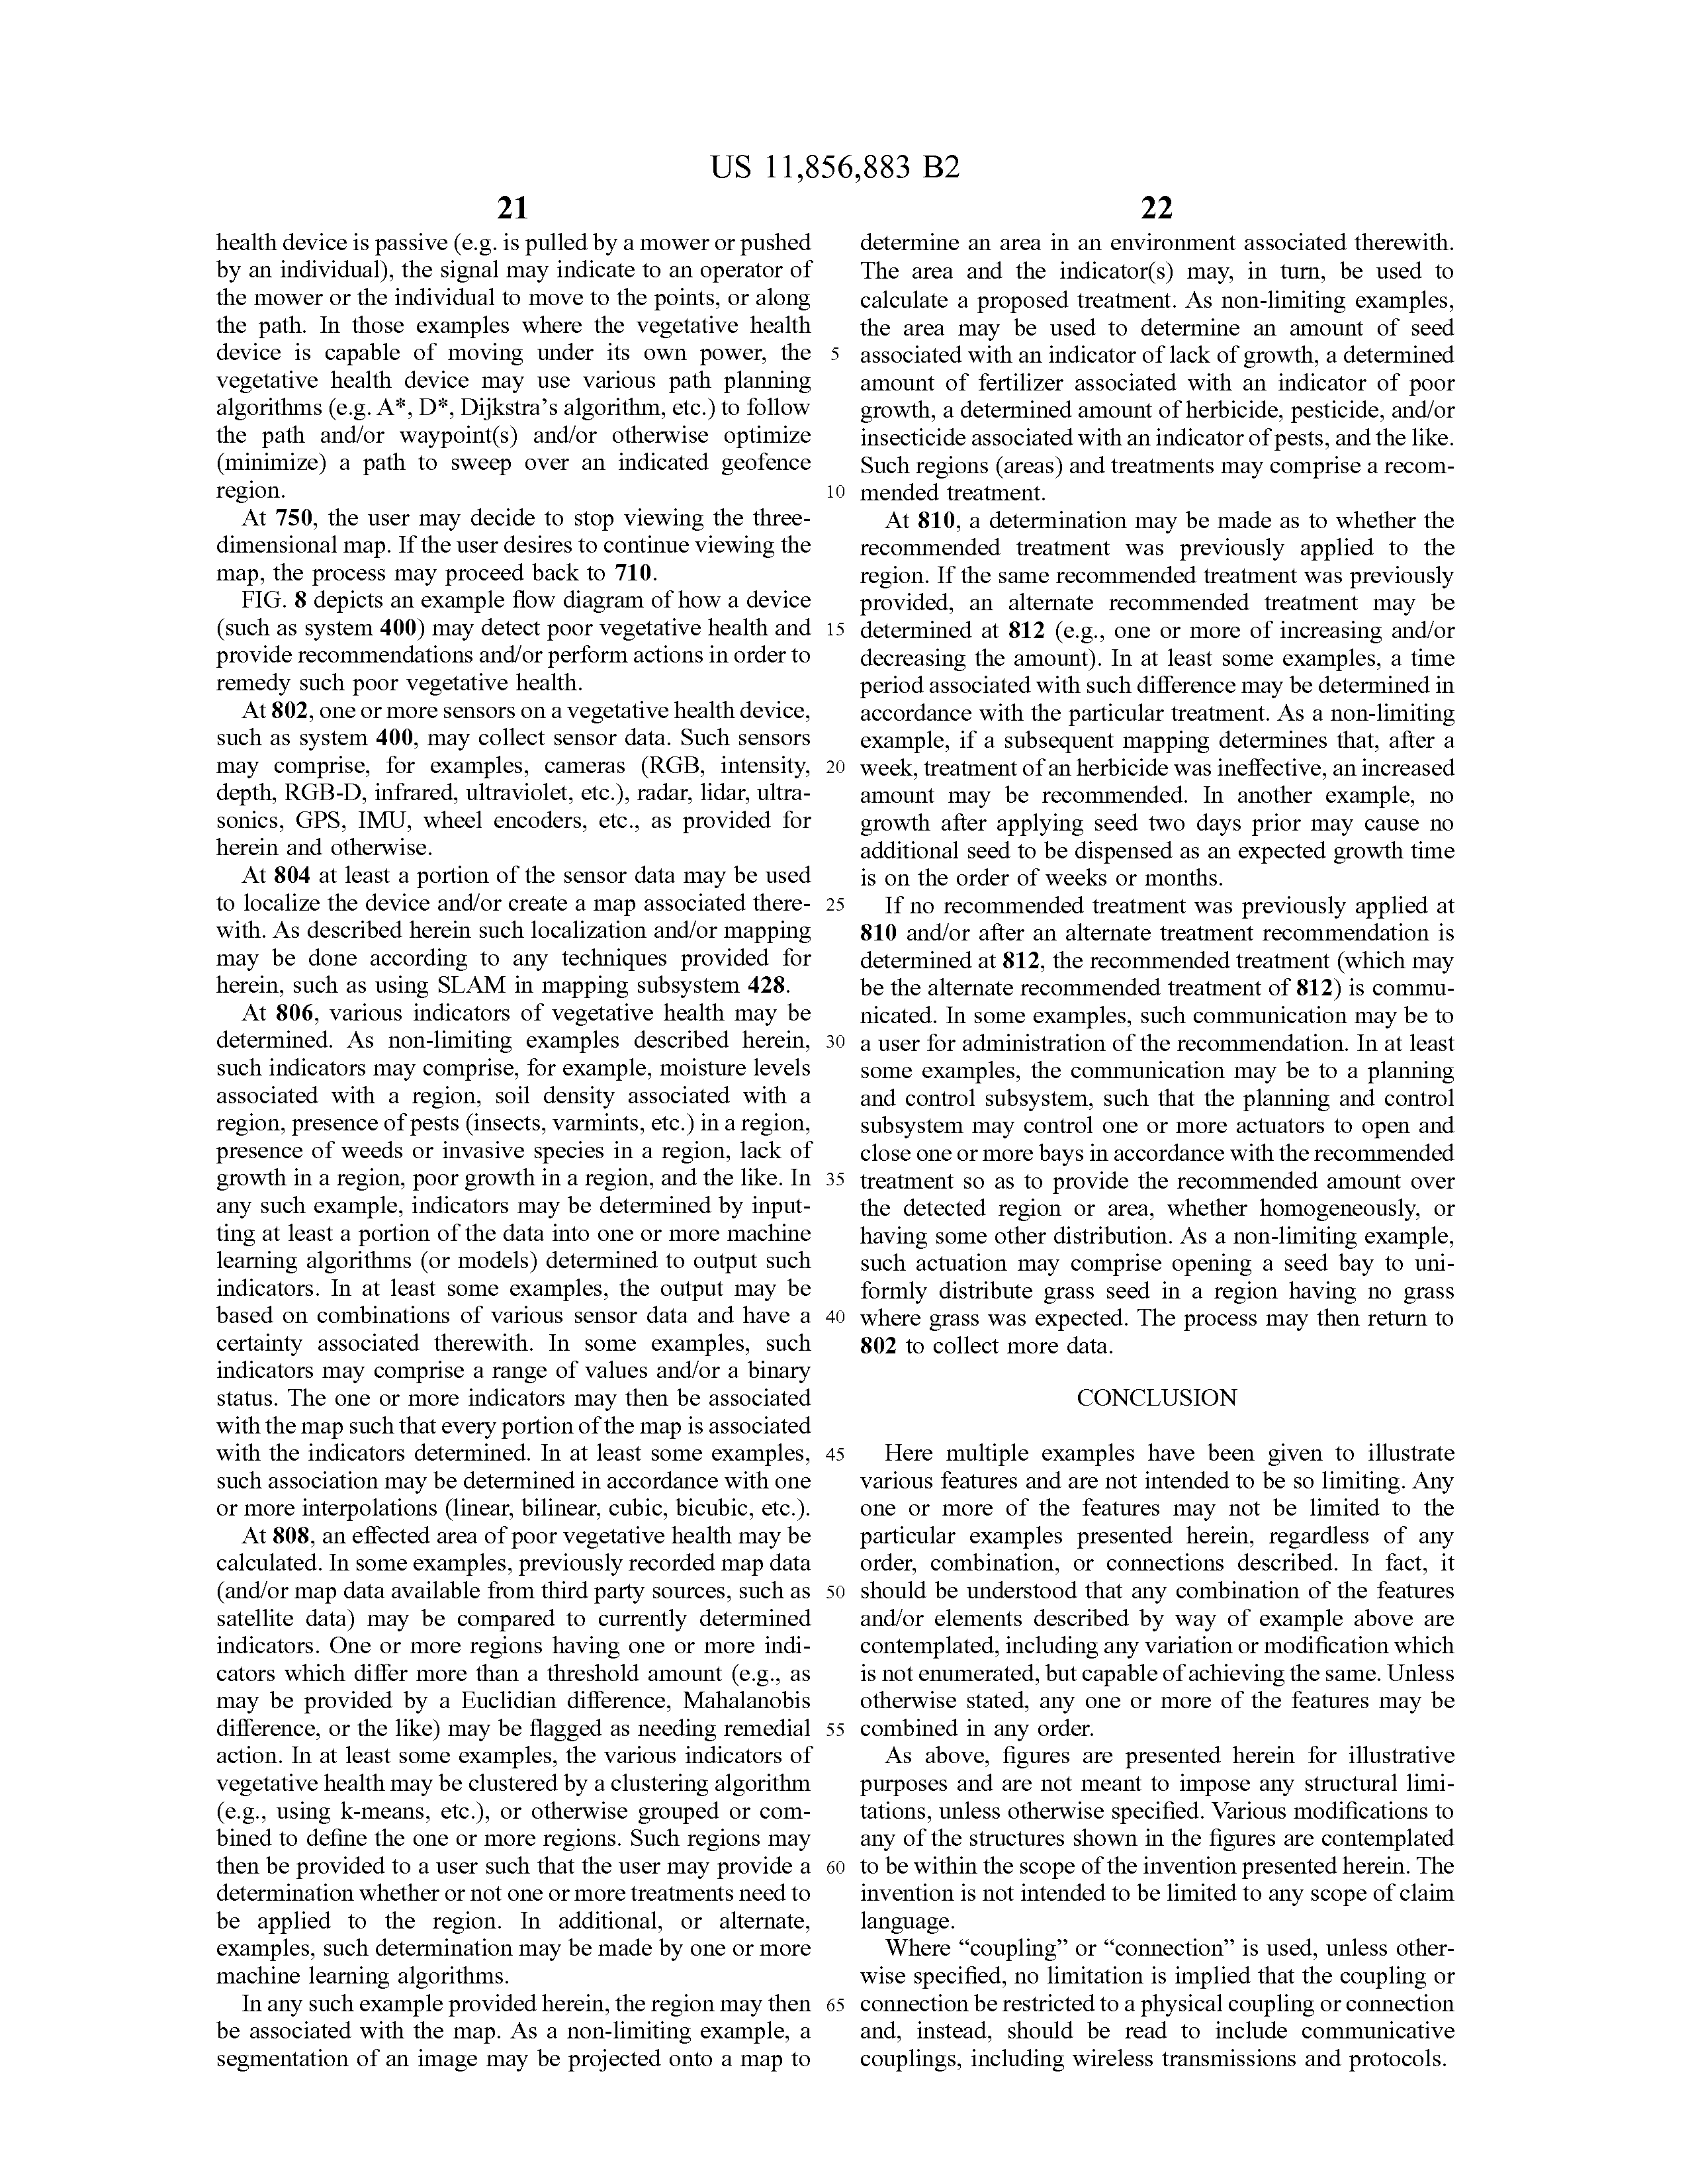 US 11,856,883 B2
21
health device is passive (e.g. is pulled by a mower or pushed
by an individual), the signal may indicate to an operator of
the mower or the individual to move to the points, or along
the path. In those examples where the vegetative health
device is capable of moving under its own power, the
vegetative health device may use various path planning
algorithms (e.g. A*, D*, Dijkstra’s algorithm, etc.) to follow
the path and/or waypoint(s) and/or otherwise optimize
(minimize) a path to sweep over an indicated geofence
region.
At 750, the user may decide to stop viewing the three-
dimensional map. If the user desires to continue viewing the
map, the process may proceed back to 710.
FIG. 8 depicts an example flow diagram of how a device
(such as system 400) may detect poor vegetative health and
provide recommendations and/or perform actions in order to
remedy such poor vegetative health.
At 802, one or more sensors on a vegetative health device,
such as system 400, may collect sensor data. Such sensors
may comprise, for examples, cameras (RGB, intensity,
depth, RGB-D, infrared, ultraviolet, etc.), radar, lidar, ultra-
sonics, GPS, IMU, wheel encoders, etc., as provided for
herein and otherwise.
At 804 at least a portion of the sensor data may be used
to localize the device and/or create a map associated there-
with. As described herein such localization and/or mapping
may be done according to any techniques provided for
herein, such as using SLAM in mapping subsystem 428.
At 806, various indicators of vegetative health may be
determined. As non-limiting examples described herein,
such indicators may comprise, for example, moisture levels
associated with a region, soil density associated with a
region, presence of pests (insects, varmints, etc.) in a region,
presence of weeds or invasive species in a region, lack of
growth in a region, poor growth in a region, and the like. In
any such example, indicators may be determined by input-
ting at least a portion of the data into one or more machine
learning algorithms (or models) determined to output such
indicators. In at least some examples, the output may be
based on combinations of various sensor data and have a
certainty associated therewith. In some examples, such
indicators may comprise a range of values and/or a binary
status. The one or more indicators may then be associated
with the map such that every portion of the map is associated
with the indicators determined. In at least some examples,
such association may be determined in accordance with one
or more interpolations (linear, bilinear, cubic, bicubic, etc.).
At 808, an effected area of poor vegetative health may be
calculated. In some examples, previously recorded map data
(and/or map data available from third party sources, such as
satellite data) may be compared to currently determined
indicators. One or more regions having one or more indi-
cators which differ more than a threshold amount (e.g., as
may be provided by a Euclidian difference, Mahalanobis
difference, or the like) may be flagged as needing remedial
action. In at least some examples, the various indicators of
vegetative health may be clustered by a clustering algorithm
(e.g., using k-means, etc.), or otherwise grouped or com-
bined to define the one or more regions. Such regions may
then be provided to a user such that the user may provide a
determination whether or not one or more treatments need to
be applied to the region. In additional, or alternate,
examples, such determination may be made by one or more
machine learning algorithms.
In any such example provided herein, the region may then
be associated with the map. As a non-limiting example, a
segmentation of an image may be projected onto a map to
5
10
15
20
25
30
35
40
45
50
55
60
65
22
determine an area in an environment associated therewith.
The area and the indicator(s) may, in turn, be used to
calculate a proposed treatment. As non-limiting examples,
the area may be used to determine an amount of seed
associated with an indicator of lack of growth, a determined
amount of fertilizer associated with an indicator of poor
growth, a determined amount of herbicide, pesticide, and/or
insecticide associated with an indicator of pests, and the like.
Such regions (areas) and treatments may comprise a recom-
mended treatment.
At 810, a determination may be made as to whether the
recommended treatment was previously applied to the
region. If the same recommended treatment was previously
provided, an alternate recommended treatment may be
determined at 812 (e.g., one or more of increasing and/or
decreasing the amount). In at least some examples, a time
period associated with such difference may be determined in
accordance with the particular treatment. As a non-limiting
example, if a subsequent mapping determines that, after a
week, treatment of an herbicide was ineffective, an increased
amount may be recommended. In another example, no
growth after applying seed two days prior may cause no
additional seed to be dispensed as an expected growth time
is on the order of weeks or months.
If no recommended treatment was previously applied at
810 and/or after an alternate treatment recommendation is
determined at 812, the recommended treatment (which may
be the alternate recommended treatment of 812) is commu-
nicated. In some examples, such communication may be to
a user for administration of the recommendation. In at least
some examples, the communication may be to a planning
and control subsystem, such that the planning and control
subsystem may control one or more actuators to open and
close one or more bays in accordance with the recommended
treatment so as to provide the recommended amount over
the detected region or area, whether homogeneously, or
having some other distribution. As a non-limiting example,
such actuation may comprise opening a seed bay to uni-
formly distribute grass seed in a region having no grass
where grass was expected. The process may then return to
802 to collect more data.
CONCLUSION
Here multiple examples have been given to illustrate
various features and are not intended to be so limiting. Any
one or more of the features may not be limited to the
particular examples presented herein, regardless of any
order, combination, or connections described. In fact, it
should be understood that any combination of the features
and/or elements described by way of example above are
contemplated, including any variation or modification which
is not enumerated, but capable of achieving the same. Unless
otherwise stated, any one or more of the features may be
combined in any order.
As above, figures are presented herein for illustrative
purposes and are not meant to impose any structural limi-
tations, unless otherwise specified. Various modifications to
any of the structures shown in the figures are contemplated
to be within the scope of the invention presented herein. The
invention is not intended to be limited to any scope of claim
language.
Where “coupling” or “connection” is used, unless other-
wise specified, no limitation is implied that the coupling or
connection be restricted to a physical coupling or connection
and, instead, should be read to include communicative
couplings, including wireless transmissions and protocols.